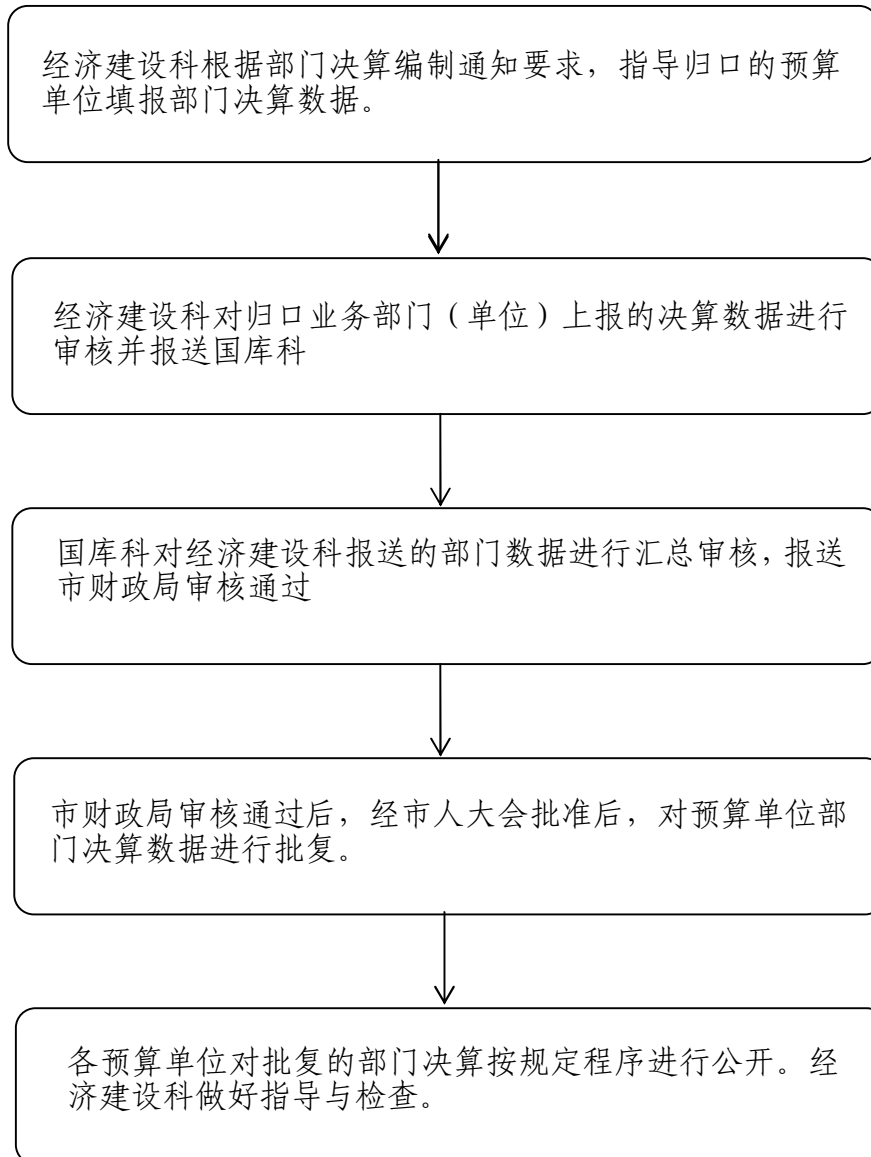 经济建设科根据部门决算编制通知要求，指导归口的预算
单位填报部门决算数据。
经济建设科对归口业务部门（单位）上报的决算数据进行
审核并报送国库科
国库科对经济建设科报送的部门数据进行汇总审核，报送
市财政局审核通过
市财政局审核通过后，经市人大会批准后，对预算单位部
门决算数据进行批复。
各预算单位对批复的部门决算按规定程序进行公开。经
济建设科做好指导与检查。